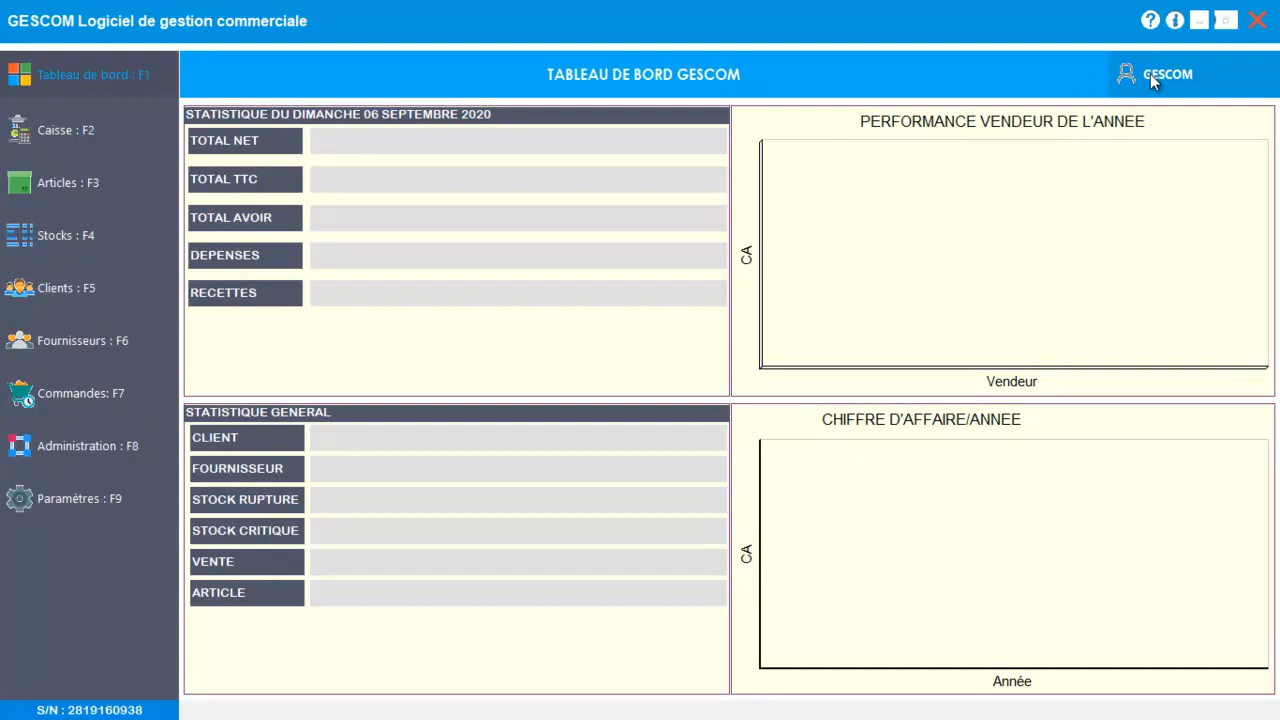 GESCOM Logiciel de gestion commerciale
Tableau de bord : F1
Caisse : F2
Articles : F3
Stocks : F4
Clients : F5
Fournisseurs : F6
Commandes: F7
Administration : F8
Paramètres : F9
S/N : 2819160938
TABLEAU DE BORD GESCOM
GESCOM
STATISTIQUE DU DIMANCHE 06 SEPTEMBRE 2020
TOTAL NET
TOTAL TTC
TOTAL AVOIR
DEPENSES
RECETTES
PERFORMANCE VENDEUR DE L'ANNEE
CA
Vendeur
STATISTIQUE GENERAL
CLIENT
FOURNISSEUR
STOCK RUPTURE
STOCK CRITIQUE
VENTE
ARTICLE
CHIFFRE D'AFFAIRE/ANNEE
CA
Année